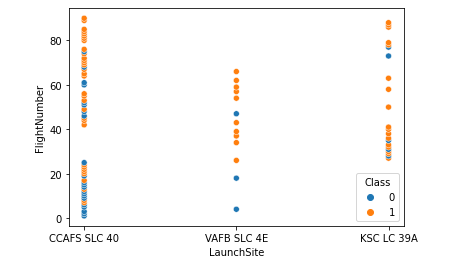 80
60
40
20
0
FlightNumber
Class
0
1
CCAFS SLC 40
VAFB SLC 4E
KSC LC 39A
LaunchSite